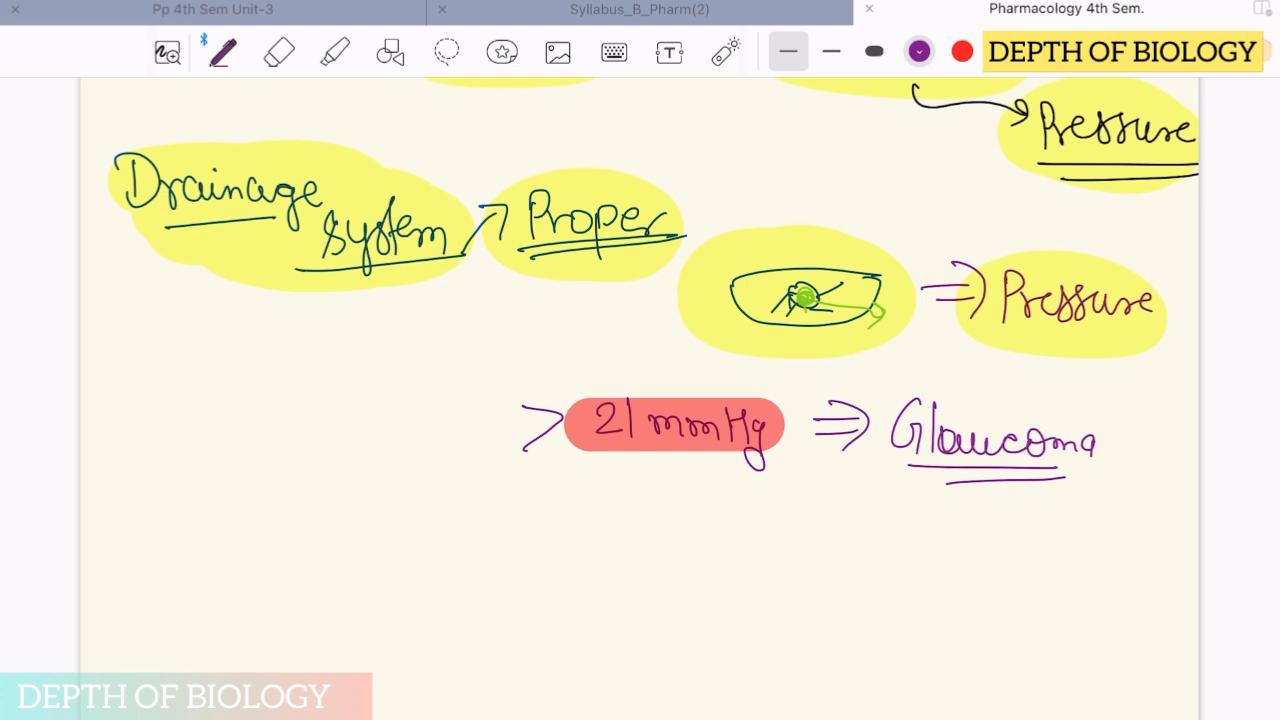 Pp 4th Sem Unit-3
Syllabus_B_Pharm(2)
Pharmacology 4th Sem.
T
DEPTH OF BIOLOGY
Pressure
Drainage
system
Proper
Pressure
> 21 mmHg ⇒ Glaucoma
DEPTH OF BIOLOGY